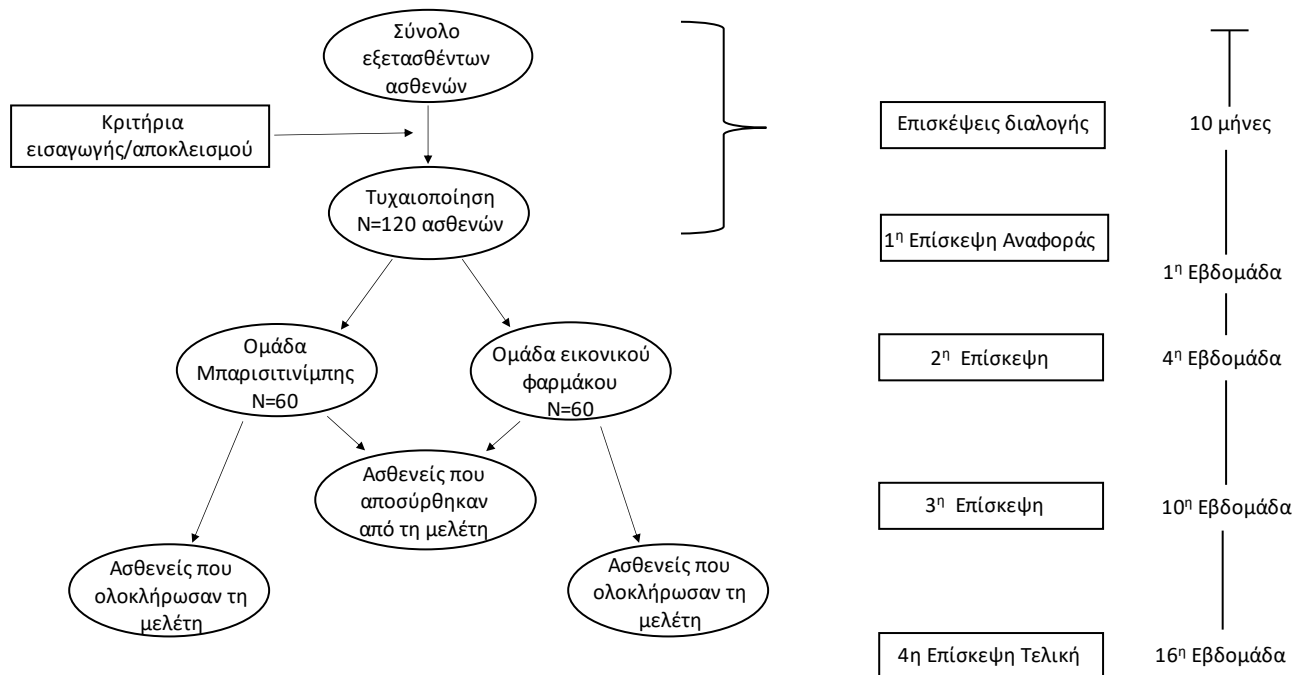 Σύνολο
εξετασθέντων
ασθενών
Κριτήρια
εισαγωγής/αποκλεισμού
Τυχαιοποίηση
N=120 ασθενών
Ομάδα
Μπαρισιτινίμπης
N=60
Ομάδα εικονικού
φαρμάκου
N=60
Ασθενείς που
αποσύρθηκαν
από τη μελέτη
Ασθενείς που
ολοκλήρωσαν τη
μελέτη
Ασθενείς που
ολοκλήρωσαν τη
μελέτη
Επισκέψεις διαλογής
10 μήνες
1η Επίσκεψη Αναφοράς
1η Εβδομάδα
2η Επίσκεψη
4η Εβδομάδα
3η Επίσκεψη
10η Εβδομάδα
4η Επίσκεψη Τελική
16η Εβδομάδα